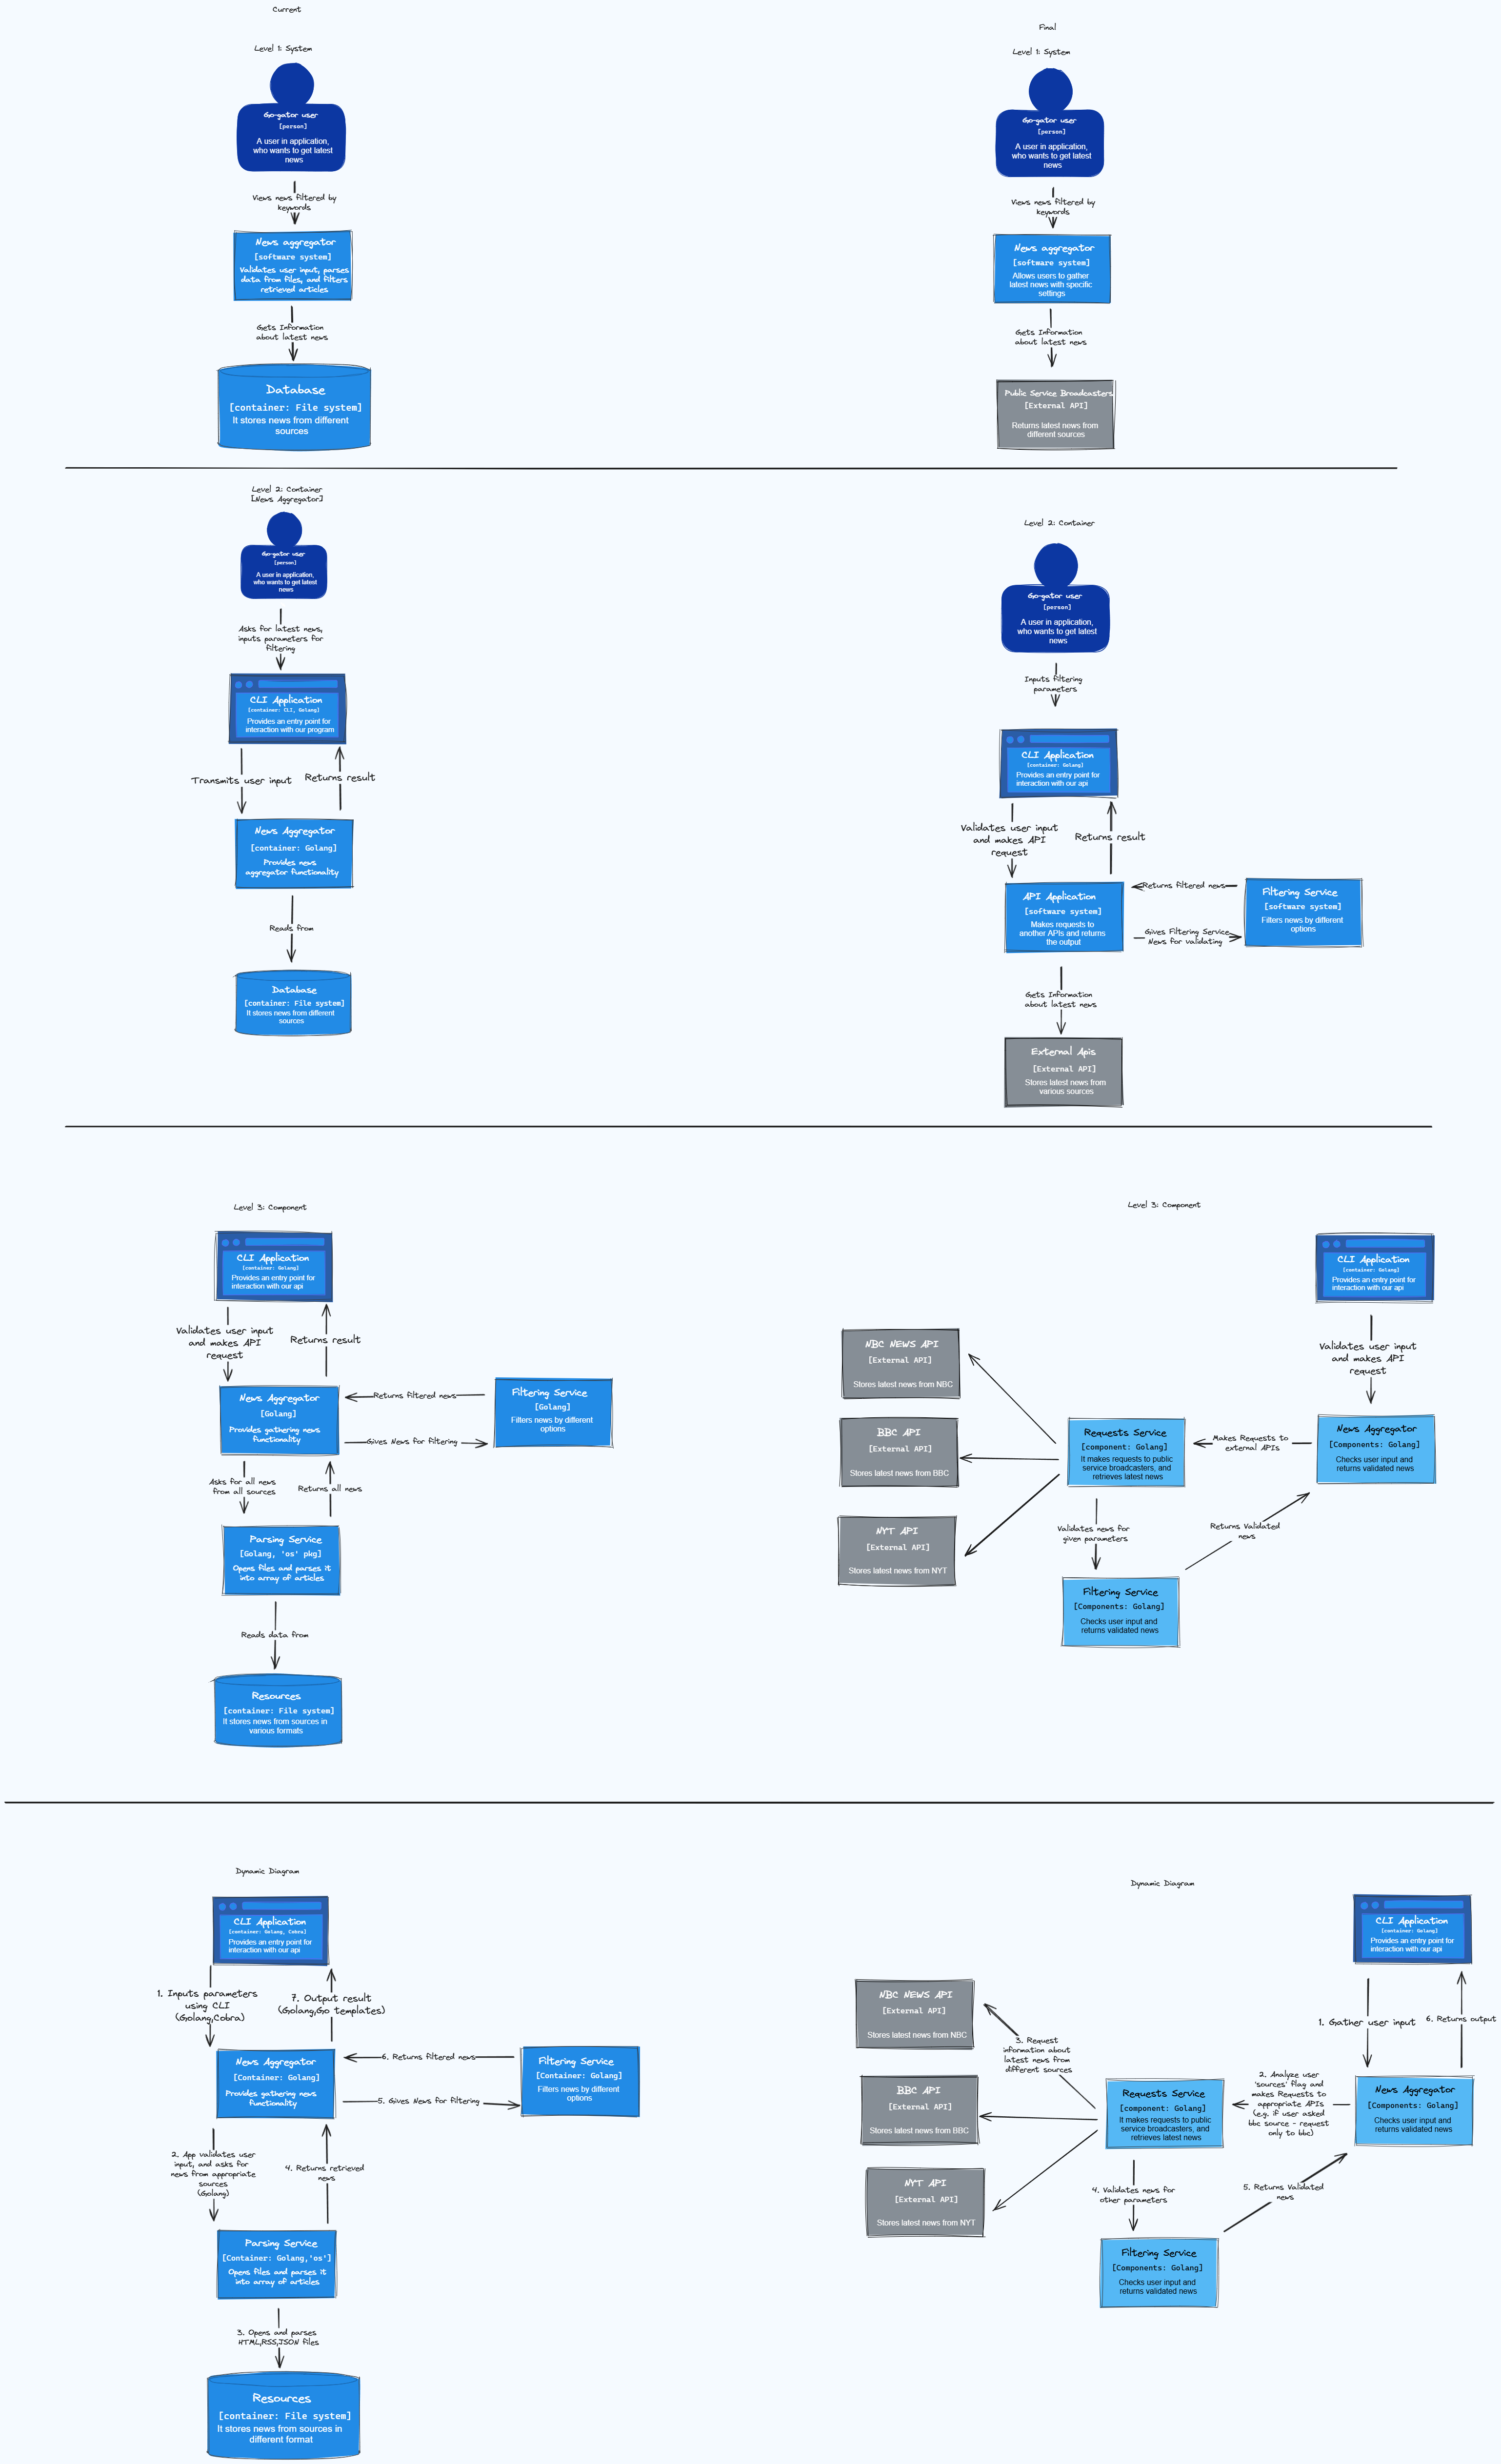 Current
Level 1: System
Go-gator user
[person]
A user in application,
who wants to get latest
news
Views news filtered by
keywords
News aggregator
[software system]
Validates user input, parses
data from files, and filters
retrieved articles
Gets Information
about latest news
Database
[container: File system]
It stores news from different
sources
Final
Level 1: System
Go-gator user
[person]
A user in application,
who wants to get latest
news
Views news filtered by
keywords
News aggregator
[software system]
Allows users to gather
latest news with specific
settings
Gets Information
about latest news
Public Service Broadcasters
[External API]
Returns latest news from
different sources
Level 2: Container
[News Aggregator]
Go-gator user
[person]
A user in application,
who wants to get latest
news
Asks for latest news,
inputs parameters for
filtering
CLI Application
[container: CLI, Golang]
Provides an entry point for
interaction with our program
Transmits user input
Returns result
News Aggregator
[container: Golang]
Provides news
aggregator functionality
Reads from
Database
[container: File system]
It stores news from different
sources
Level 2: Container
Go-gator user
[person]
A user in application,
who wants to get latest
news
Inputs filtering
parameters
CLI Application
[container: Golang]
Provides an entry point for
interaction with our api
Validates user input
and makes API
request
Returns result
API Application
[software system]
Makes requests to
another APIs and returns
the output
Returns filtered news
Gives Filtering Service
News for validating
Filtering Service
[software system]
Filters news by different
options
Gets Information
about latest news
External Apis
[External API]
Stores latest news from
various sources
Level 3: Component
CLI Application
[container: Golang]
Provides an entry point for
interaction with our api
Validates user input
and makes API
request
Returns result
News Aggregator
[Golang]
Provides gathering news
functionality
Returns filtered news
Gives News for filtering
Filtering Service
[Golang]
Filters news by different
options
Asks for all news
from all sources
Returns all news
Parsing Service
[Golang, 'os' pkg]
Opens files and parses it
into array of articles
Reads data from
Resources
[container: File system]
It stores news from sources in
various formats
Level 3: Component
CLI Application
[container: Golang]
Provides an entry point for
interaction with our api
Validates user input
and makes API
request
NBC NEWS API
[External API]
Stores latest news from NBC
BBC API
[External API]
Stores latest news from BBC
NYT API
[External API]
Stores latest news from NYT
Requests Service
[component: Golang]
It makes requests to public
service broadcasters, and
retrieves latest news
Makes Requests to
external APIs
News Aggregator
[Components: Golang]
Checks user input and
returns validated news
Validates news for
given parameters
Returns Validated
news
Filtering Service
[Components: Golang]
Checks user input and
returns validated news
Dynamic Diagram
CLI Application
[container: Golang, Cobra]
Provides an entry point for
interaction with our api
1. Inputs parameters
using CLI
(Golang,Cobra)
7. Output result
(Golang,Go templates)
News Aggregator
[Container: Golang]
Provides gathering news
functionality
6. Returns filtered news
5. Gives News for filtering
Filtering Service
[Container: Golang]
Filters news by different
options
2. App validates user
input, and asks for
news from appropriate
sources
(Golang)
4. Returns retrieved
news
Parsing Service
[Container: Golang,'os']
Opens files and parses it
into array of articles
3. Opens and parses
HTML,RSS,JSON files
Resources
[container: File system]
It stores news from sources in
different format
Dynamic Diagram
CLI Application
[container: Golang]
Provides an entry point for
interaction with our api
1. Gather user input
6. Returns output
NBC NEWS API
[External API]
Stores latest news from NBC
3. Request
information about
latest news from
different sources
BBC API
[External API]
Stores latest news from BBC
NYT API
[External API]
Stores latest news from NYT
Requests Service
[component: Golang]
It makes requests to public
service broadcasters, and
retrieves latest news
2. Analyze user
'sources' flag and
makes Requests to
appropriate APIs
(e.g. if user asked
bbc source - request
only to bbc)
News Aggregator
[Components: Golang]
Checks user input and
returns validated news
4. Validates news for
other parameters
5. Returns Validated
news
Filtering Service
[Components: Golang]
Checks user input and
returns validated news